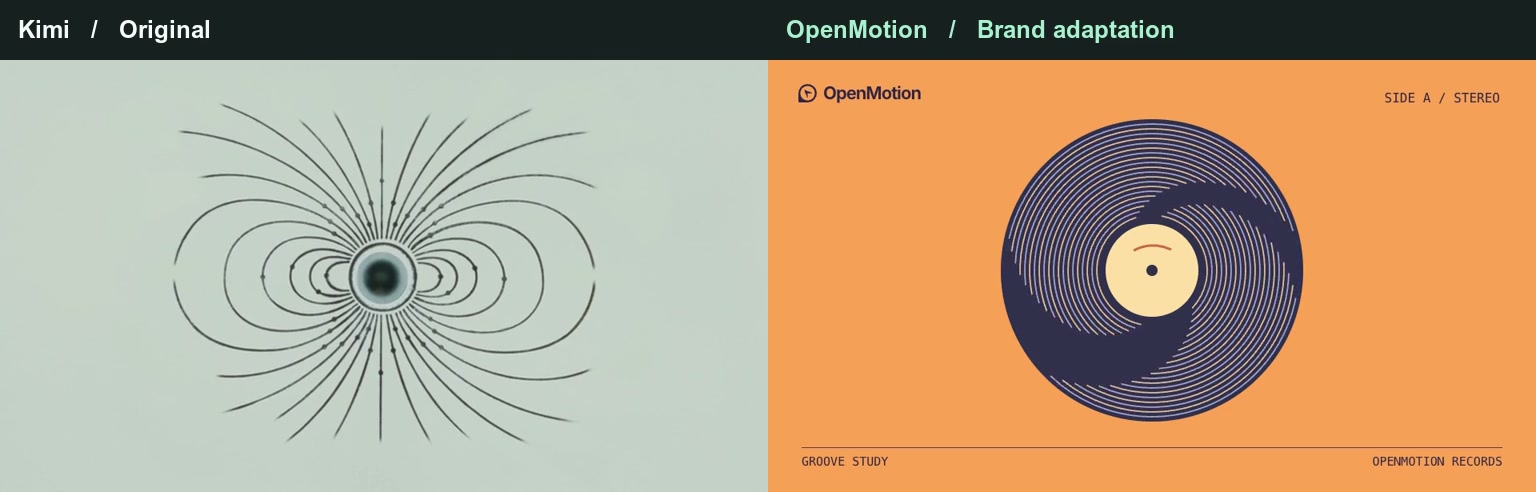 Kimi / Original
OpenMotion / Brand adaptation
OpenMotion
SIDE A / STEREO
GROOVE STUDY
OPENMOTION RECORDS